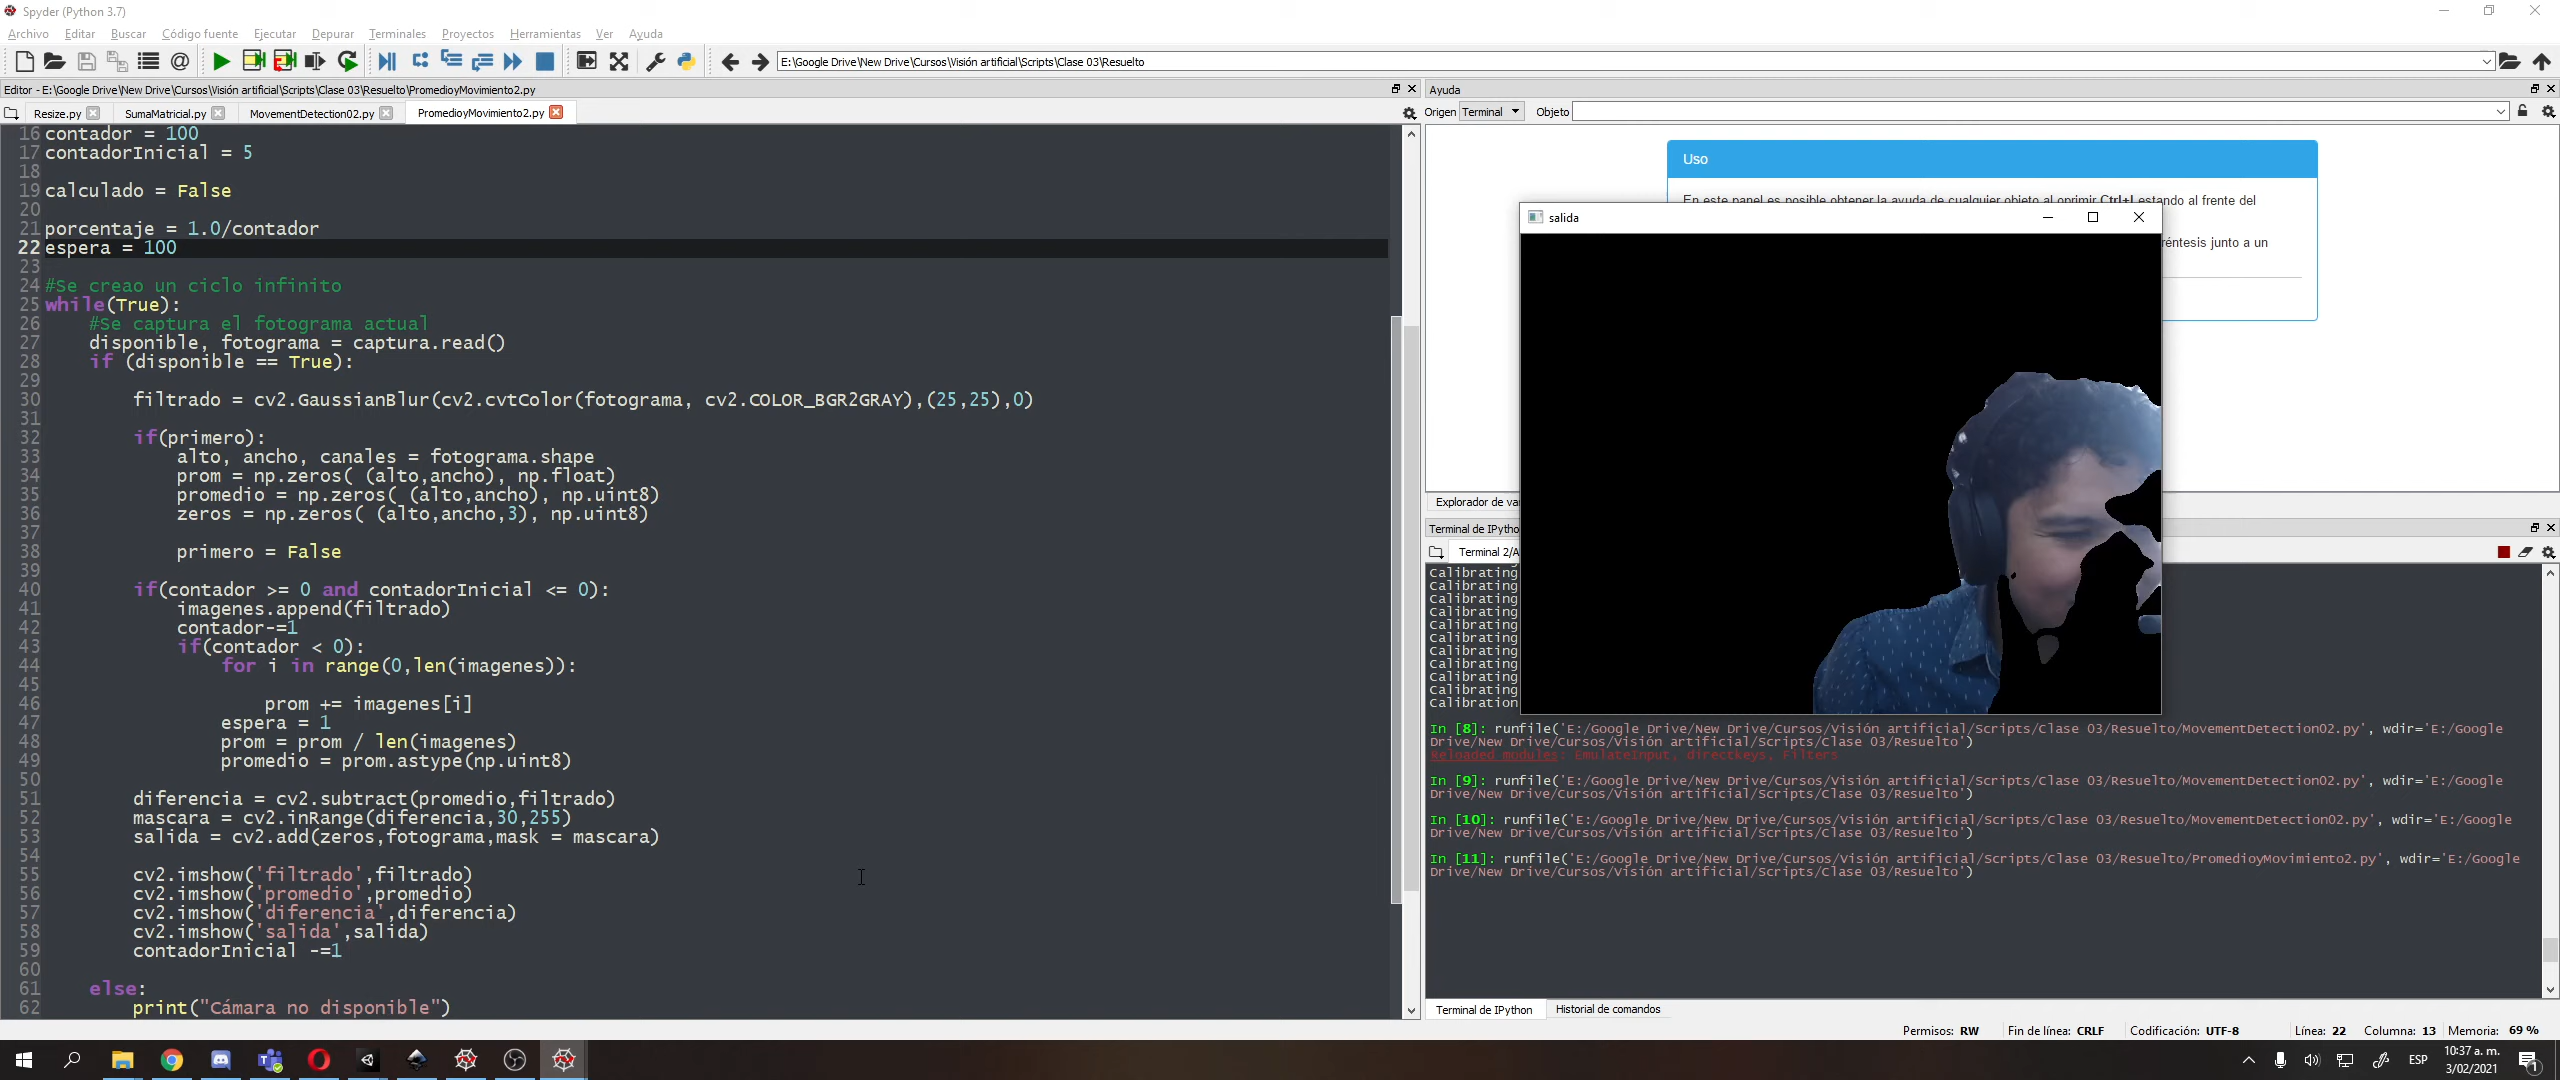 Spyder (Python 3.7)
Archivo Editar Buscar Código fuente Ejecutar Depurar Terminales Proyectos Herramientas Ver Ayuda
E:\Google Drive\New Drive\Cursos\Visión artificial\Scripts\Clase 03\Resuelto
Editor - E:\Google Drive\New Drive\Cursos\Visión artificial\Scripts\Clase 03\Resuelto\PromedioyMovimiento2.py
Resize.py SumaMatricial.py MovementDetection02.py PromedioyMovimiento2.py
16 contador = 100
17 contadorInicial = 5
18
19 calculado = False
20
21 porcentaje = 1.0/contador
22 espera = 100
23
24 #Se creao un ciclo infinito
25 while(True):
26 #Se captura el fotograma actual
27 disponible, fotograma = captura.read()
28 if (disponible == True):
29
30 filtrado = cv2.GaussianBlur(cv2.cvtColor(fotograma, cv2.COLOR_BGR2GRAY),(25,25),0)
31
32 if(primero):
33 alto, ancho, canales = fotograma.shape
34 prom = np.zeros( (alto,ancho), np.float)
35 promedio = np.zeros( (alto,ancho), np.uint8)
36 zeros = np.zeros( (alto,ancho,3), np.uint8)
37
38 primero = False
39
40 if(contador >= 0 and contadorInicial <= 0):
41 imagenes.append(filtrado)
42 contador-=1
43 if(contador < 0):
44 for i in range(0,len(imagenes)):
45
46 prom += imagenes[i]
47 espera = 1
48 prom = prom / len(imagenes)
49 promedio = prom.astype(np.uint8)
50
51 diferencia = cv2.subtract(promedio,filtrado)
52 mascara = cv2.inRange(diferencia,30,255)
53 salida = cv2.add(zeros,fotograma,mask = mascara)
54
55 cv2.imshow('filtrado',filtrado)
56 cv2.imshow('promedio',promedio)
57 cv2.imshow('diferencia',diferencia)
58 cv2.imshow('salida',salida)
59 contadorInicial -=1
60
61 else:
62 print("Cámara no disponible")
Ayuda
Origen Terminal Objeto
Uso
En este panel es posible obtener la ayuda de cualquier objeto al oprimir Ctrl+I estando al frente del
réntesis junto a un
salida
Explorador de va
Terminal de IPytho
Terminal 2/A
Calibrating
Calibrating
Calibrating
Calibrating
Calibrating
Calibrating
Calibrating
Calibrating
Calibrating
Calibrating
Calibration
In [8]: runfile('E:/Google Drive/New Drive/Cursos/Visión artificial/Scripts/Clase 03/Resuelto/MovementDetection02.py', wdir='E:/Google
Drive/New Drive/Cursos/Visión artificial/Scripts/Clase 03/Resuelto')
Reloaded modules: EmulateInput, directkeys, Filters
In [9]: runfile('E:/Google Drive/New Drive/Cursos/Visión artificial/Scripts/Clase 03/Resuelto/MovementDetection02.py', wdir='E:/Google
Drive/New Drive/Cursos/Visión artificial/Scripts/Clase 03/Resuelto')
In [10]: runfile('E:/Google Drive/New Drive/Cursos/Visión artificial/Scripts/Clase 03/Resuelto/MovementDetection02.py', wdir='E:/Google
Drive/New Drive/Cursos/Visión artificial/Scripts/Clase 03/Resuelto')
In [11]: runfile('E:/Google Drive/New Drive/Cursos/Visión artificial/Scripts/Clase 03/Resuelto/PromedioyMovimiento2.py', wdir='E:/Google
Drive/New Drive/Cursos/Visión artificial/Scripts/Clase 03/Resuelto')
Terminal de IPython Historial de comandos
Permisos: RW Fin de línea: CRLF Codificación: UTF-8 Línea: 22 Columna: 13 Memoria: 69 %
ESP
10:37 a. m.
3/02/2021
1